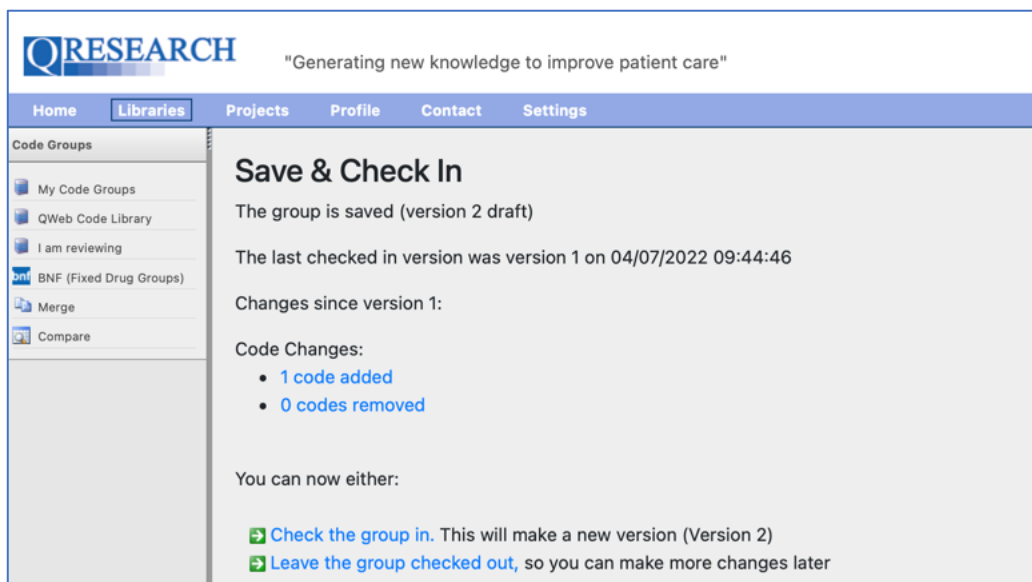 QRESEARCH
"Generating new knowledge to improve patient care"
Home Libraries Projects Profile Contact Settings
Code Groups
My Code Groups
QWeb Code Library
I am reviewing
bnf BNF (Fixed Drug Groups)
Merge
Compare
Save & Check In
The group is saved (version 2 draft)
The last checked in version was version 1 on 04/07/2022 09:44:46
Changes since version 1:
Code Changes:
• 1 code added
• 0 codes removed
You can now either:
Check the group in. This will make a new version (Version 2)
Leave the group checked out, so you can make more changes later